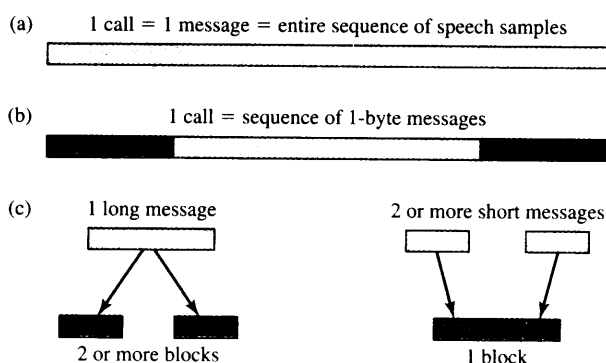 (a) 1 call = 1 message = entire sequence of speech samples
(b) 1 call = sequence of 1-byte messages
(c) 1 long message
2 or more short messages
2 or more blocks
1 block